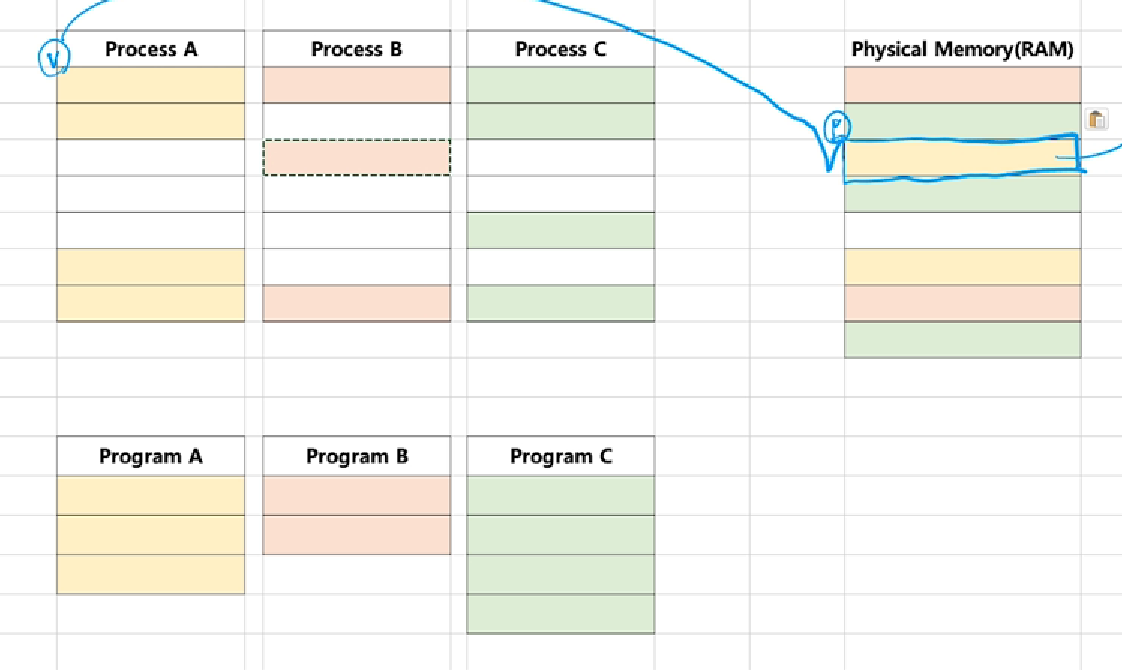 Process A
Process B
Process C
Physical Memory(RAM)
V
P
Program A
Program B
Program C